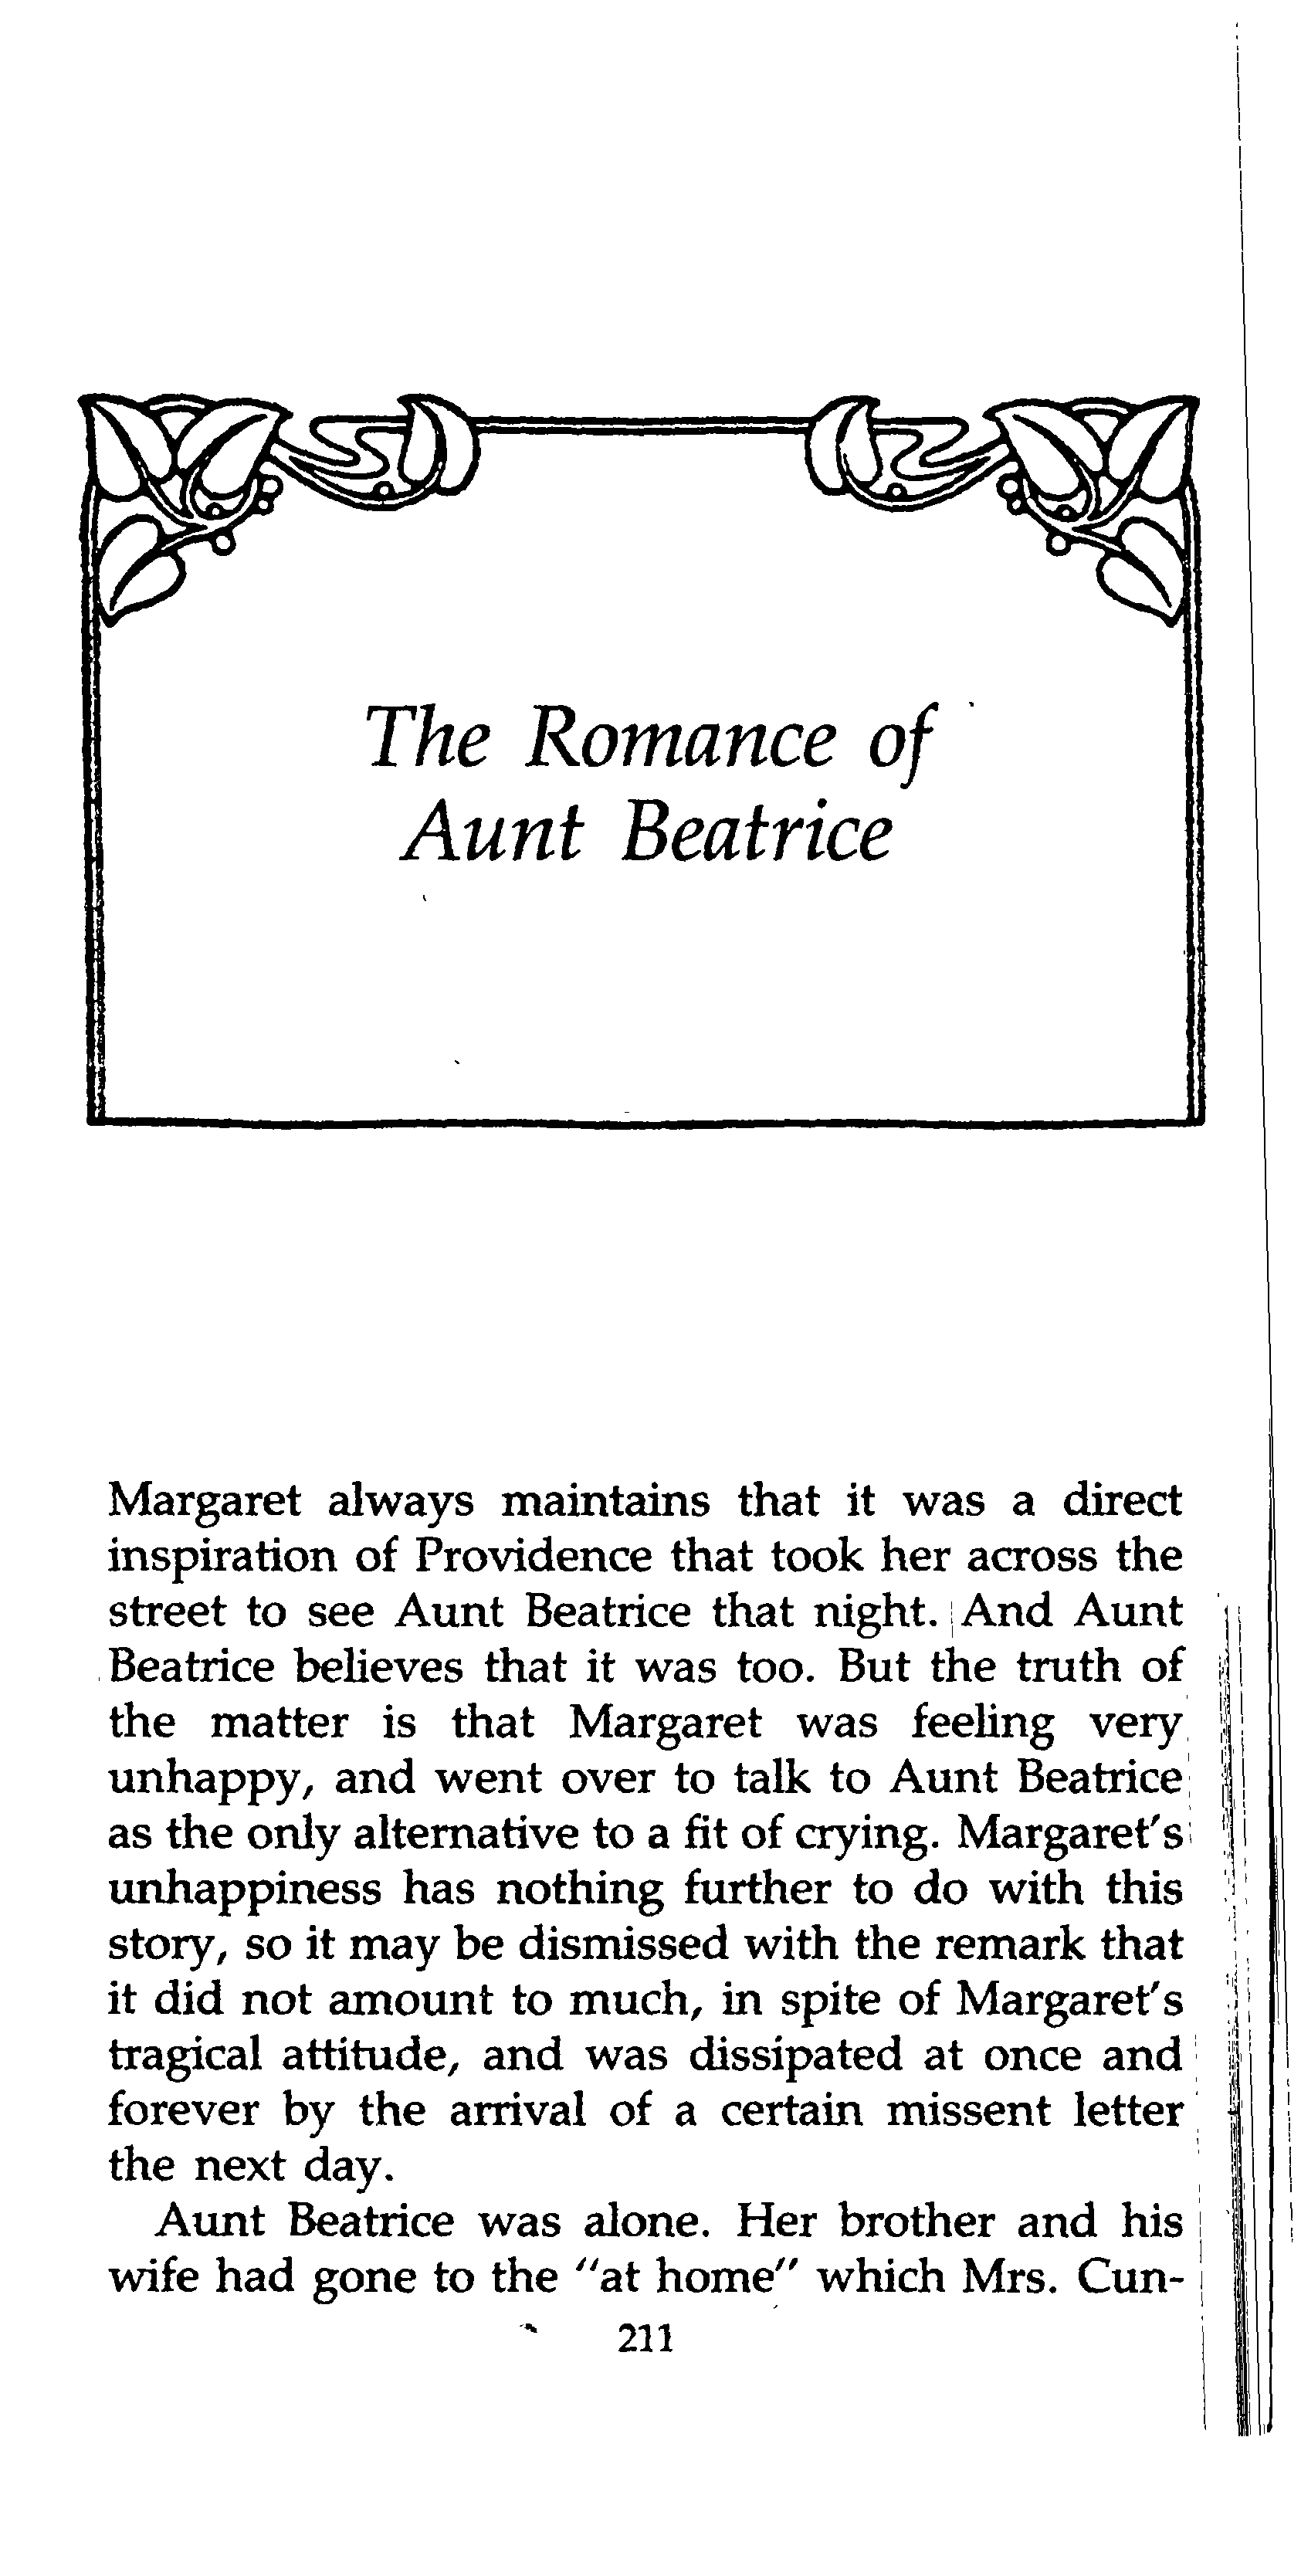 The Romance of
Aunt Beatrice
Margaret always maintains that it was a direct
inspiration of Providence that took her across the
street to see Aunt Beatrice that night. And Aunt
Beatrice believes that it was too. But the truth of
the matter is that Margaret was feeling very
unhappy, and went over to talk to Aunt Beatrice
as the only alternative to a fit of crying. Margaret's
unhappiness has nothing further to do with this
story, so it may be dismissed with the remark that
it did not amount to much, in spite of Margaret's
tragical attitude, and was dissipated at once and
forever by the arrival of a certain missent letter
the next day.
Aunt Beatrice was alone. Her brother and his
wife had gone to the "at home" which Mrs. Cun-
211